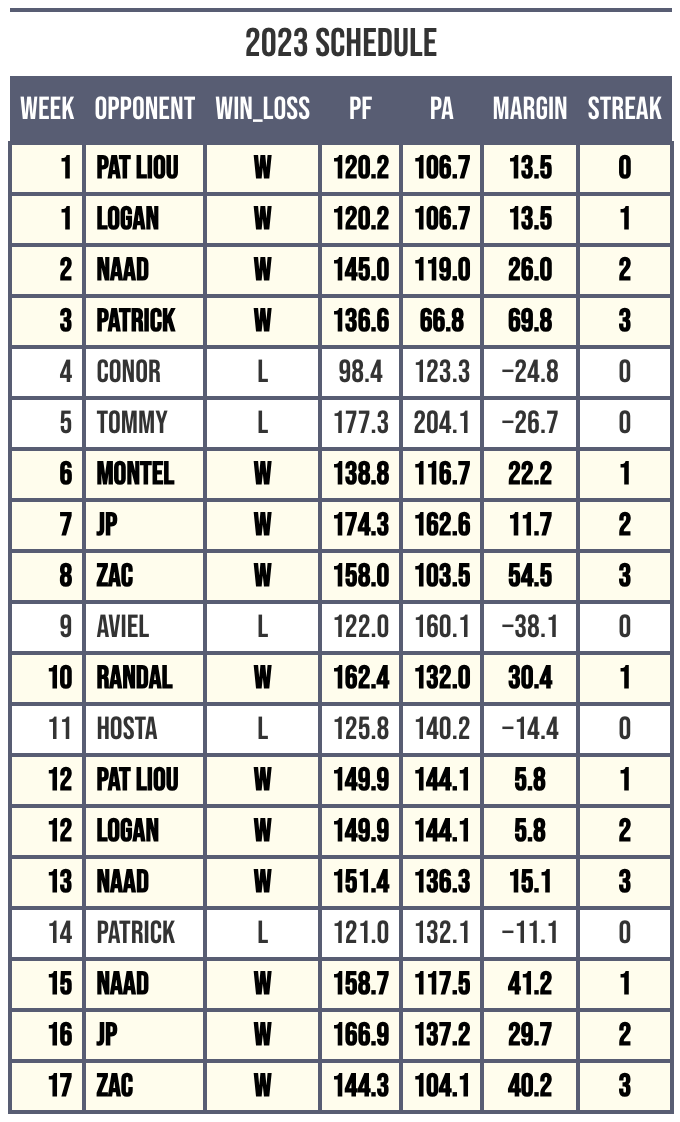 2023 SCHEDULE
WEEK OPPONENT WIN_LOSS PF PA MARGIN STREAK
1 PAT LIOU W 120.2 106.7 13.5 0
1 LOGAN W 120.2 106.7 13.5 1
2 NAAD W 145.0 119.0 26.0 2
3 PATRICK W 136.6 66.8 69.8 3
4 CONOR L 98.4 123.3 −24.8 0
5 TOMMY L 177.3 204.1 −26.7 0
6 MONTEL W 138.8 116.7 22.2 1
7 JP W 174.3 162.6 11.7 2
8 ZAC W 158.0 103.5 54.5 3
9 AVIEL L 122.0 160.1 −38.1 0
10 RANDAL W 162.4 132.0 30.4 1
11 HOSTA L 125.8 140.2 −14.4 0
12 PAT LIOU W 149.9 144.1 5.8 1
12 LOGAN W 149.9 144.1 5.8 2
13 NAAD W 151.4 136.3 15.1 3
14 PATRICK L 121.0 132.1 −11.1 0
15 NAAD W 158.7 117.5 41.2 1
16 JP W 166.9 137.2 29.7 2
17 ZAC W 144.3 104.1 40.2 3